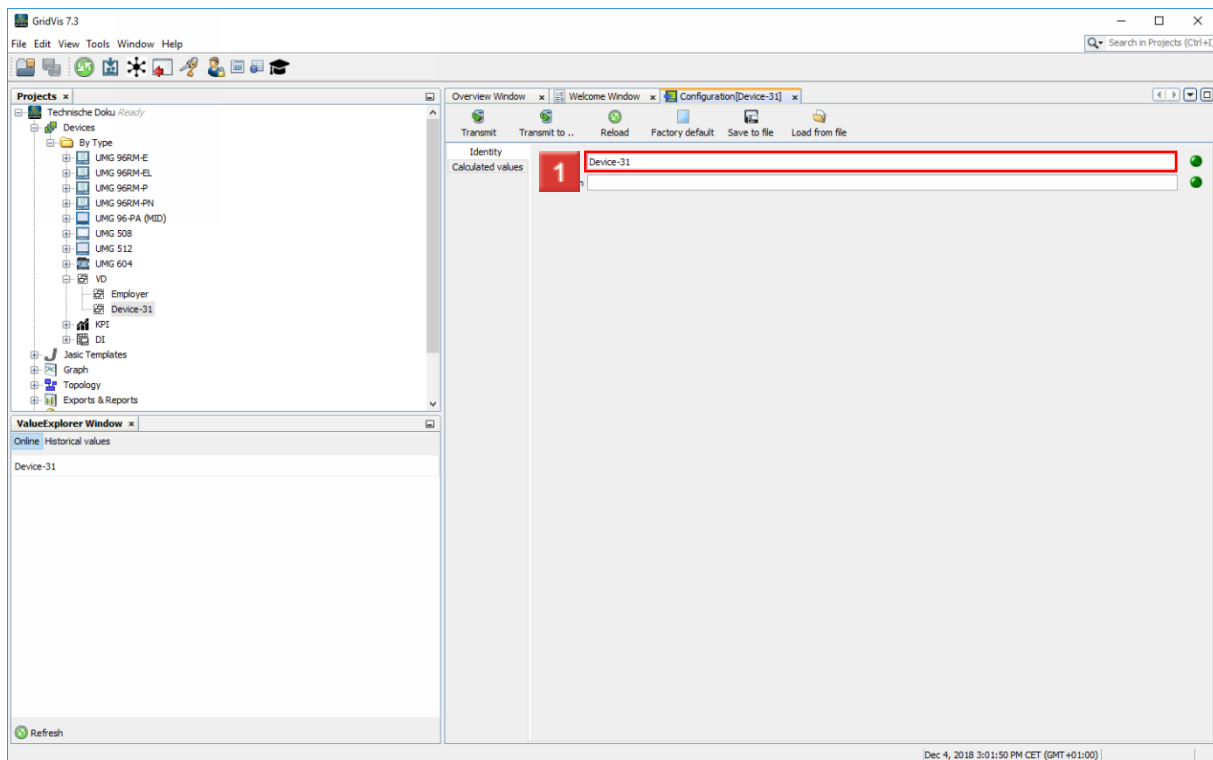 GridVis 7.3
File Edit View Tools Window Help
Search in Projects (Ctrl+I)
Projects
Technische Doku Ready
Devices
By Type
UMG 96RM-E
UMG 96RM-EL
UMG 96RM-P
UMG 96RM-PN
UMG 96-PA (MID)
UMG 508
UMG 512
UMG 604
VD
Employer
Device-31
KPI
DI
Jasic Templates
Graph
Topology
Exports & Reports
ValueExplorer Window
Online Historical values
Device-31
Refresh
Overview Window Welcome Window Configuration[Device-31]
Transmit Transmit to .. Reload Factory default Save to file Load from file
Identity
Calculated values
1
Device-31
n
Dec 4, 2018 3:01:50 PM CET (GMT+01:00)